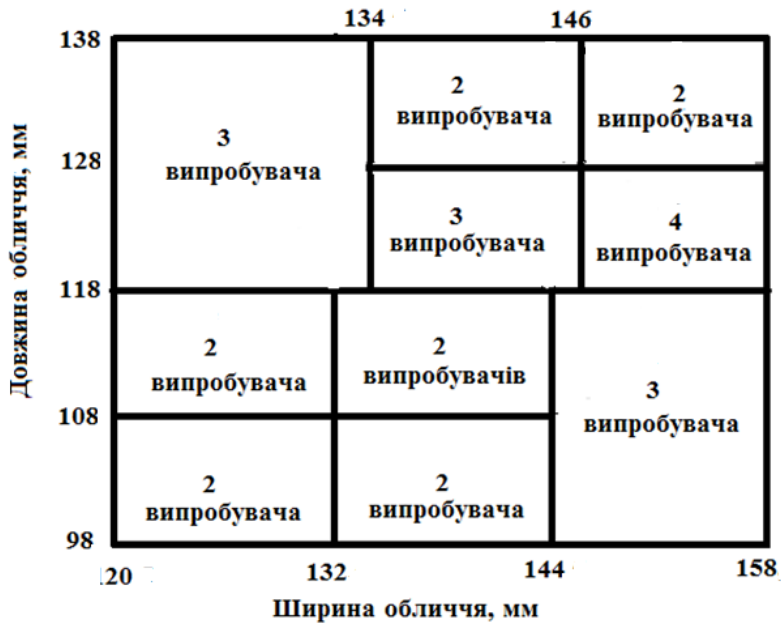 134 146
138
2
випробувача
2
випробувача
3
випробувача
128
3
випробувача
4
випробувача
118
2
випробувача
2
випробувачів
3
випробувача
108
2
випробувача
2
випробувача
98
120 132 144 158
Ширина обличчя, мм
Довжина обличчя, мм